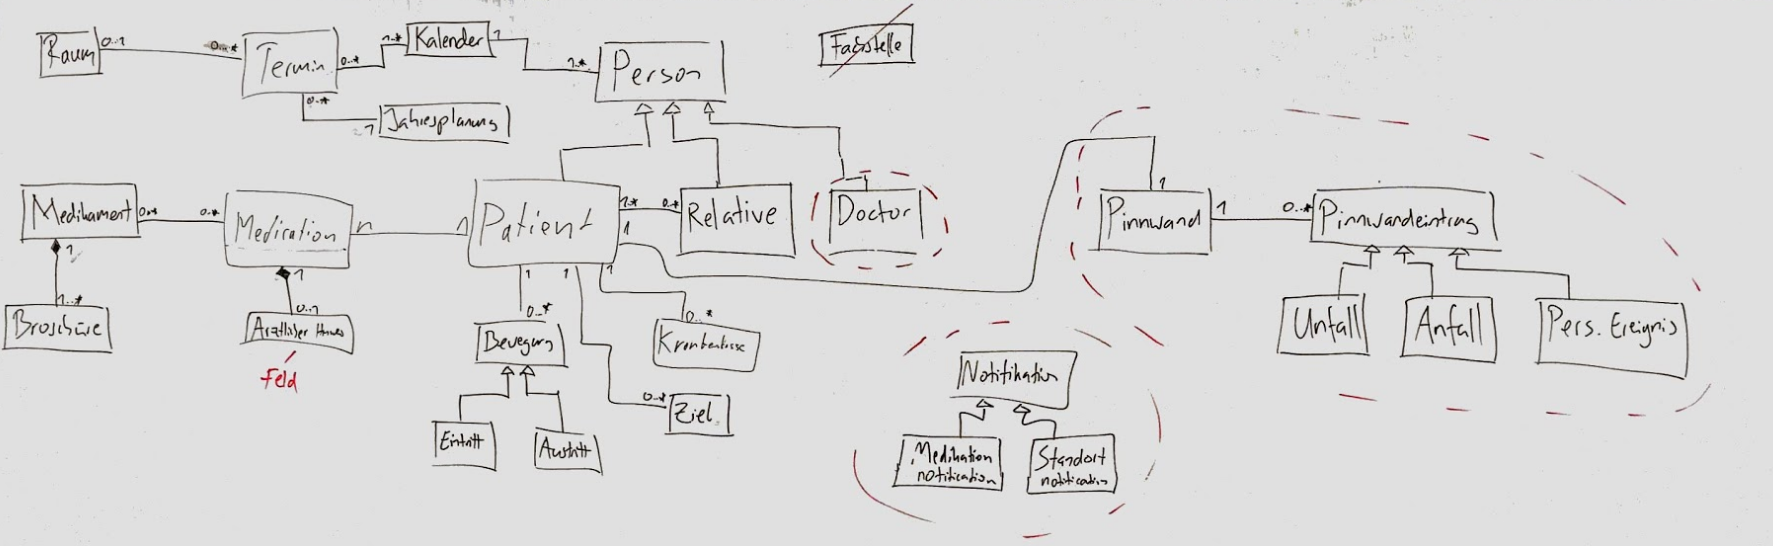 Raum
0..1
0..*
Termin
0..*
1..*
Kalender
1
1..*
Person
Fachstelle
0..*
1
Jahresplanung
Medikament
0..*
0..*
Medication
n
1
Patient
1..*
0..*
Relative
Doctor
1
1
Pinnwand
1
0..*
Pinnwandeintrag
1
1..*
Broschüre
1
0..1
Feld
1
1
1
0..*
Bewegung
0..*
Krankenkasse
Unfall
Anfall
Pers. Ereignis
Notifikation
0..*
Ziel
Eintritt
Austritt
Medikation
notification
Standort
notification